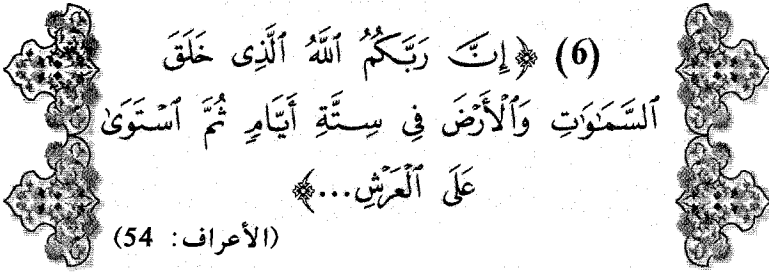 (6) ﴿إِنَّ رَبَّكُمُ ٱللَّهُ ٱلَّذِى خَلَقَ
ٱلسَّمَٰوَٰتِ وَٱلْأَرْضَ فِى سِتَّةِ أَيَّامٍ ثُمَّ ٱسْتَوَىٰ
عَلَى ٱلْعَرْشِ...﴾
(الأعراف: 54)